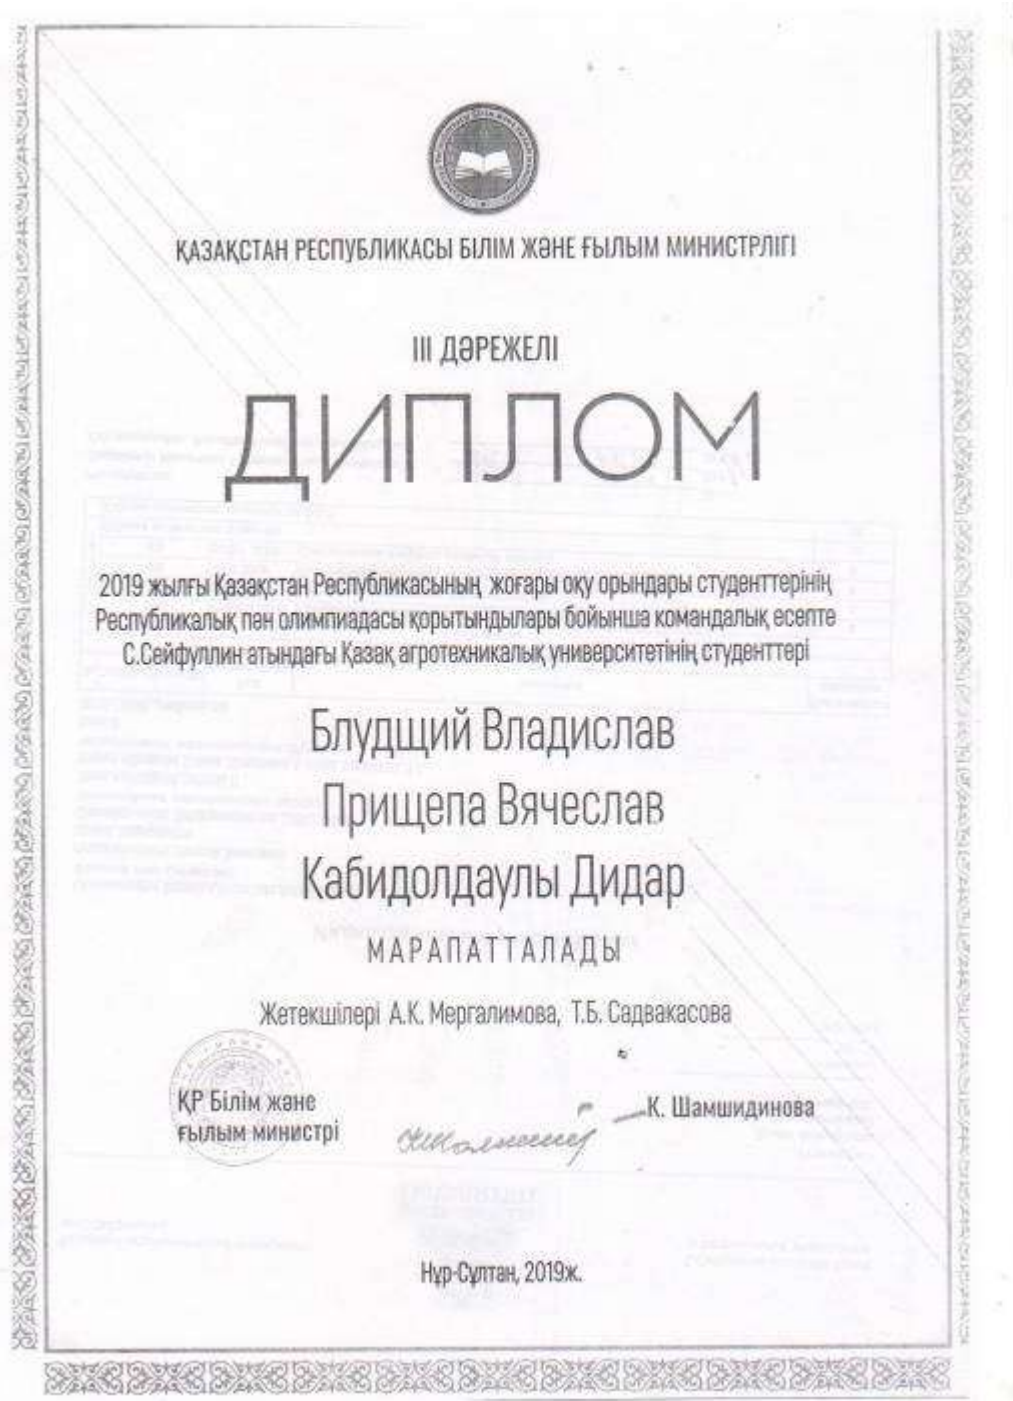 ҚАЗАҚСТАН РЕСПУБЛИКАСЫ БІЛІМ ЖӘНЕ ҒЫЛЫМ МИНИСТРЛІГІ
III ДӘРЕЖЕЛІ
ДИПЛОМ
2019 жылғы Қазақстан Республикасының жоғары оқу орындары студенттерінің
Республикалық пән олимпиадасы қорытындылары бойынша командалық есепте
С.Сейфуллин атындағы Қазақ агротехникалық университетінің студенттері
Блудщий Владислав
Прищепа Вячеслав
Кабидолдаулы Дидар
МАРАПАТТАЛАДЫ
Жетекшілері А.К. Мергалимова, Т.Б. Садвакасова
ҚР Білім және
ғылым министрі
К. Шамшидинова
Нұр-Сұлтан, 2019ж.